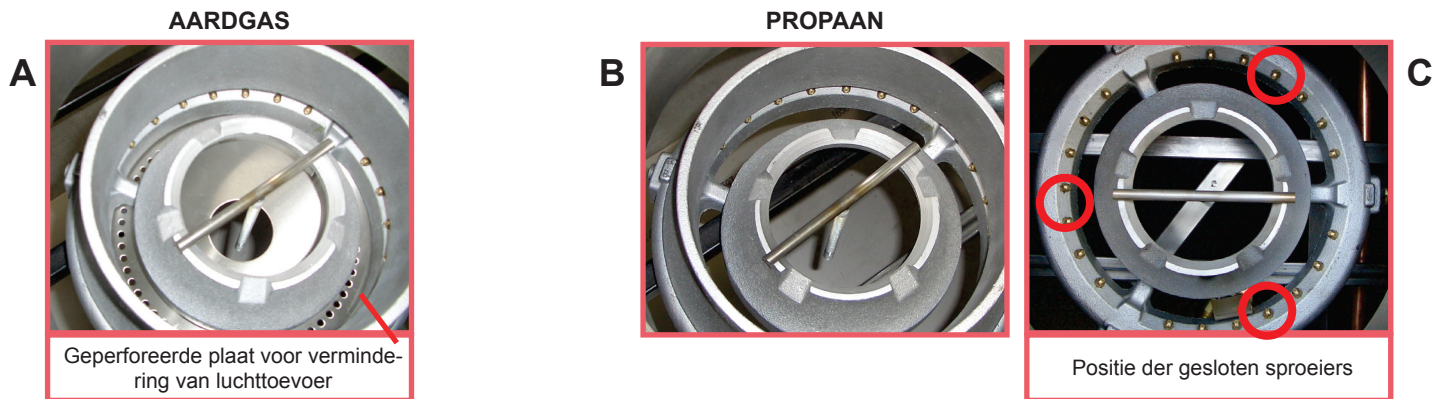 AARDGAS
PROPAAN
A
B
C
Geperforeerde plaat voor verminde-
ring van luchttoevoer
Positie der gesloten sproeiers